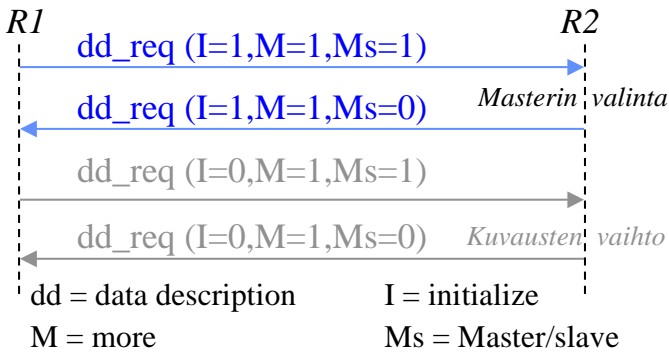 R1 R2
dd_req (I=1,M=1,Ms=1)
dd_req (I=1,M=1,Ms=0) Masterin valinta
dd_req (I=0,M=1,Ms=1)
dd_req (I=0,M=1,Ms=0) Kuvausten vaihto
dd = data description I = initialize
M = more Ms = Master/slave